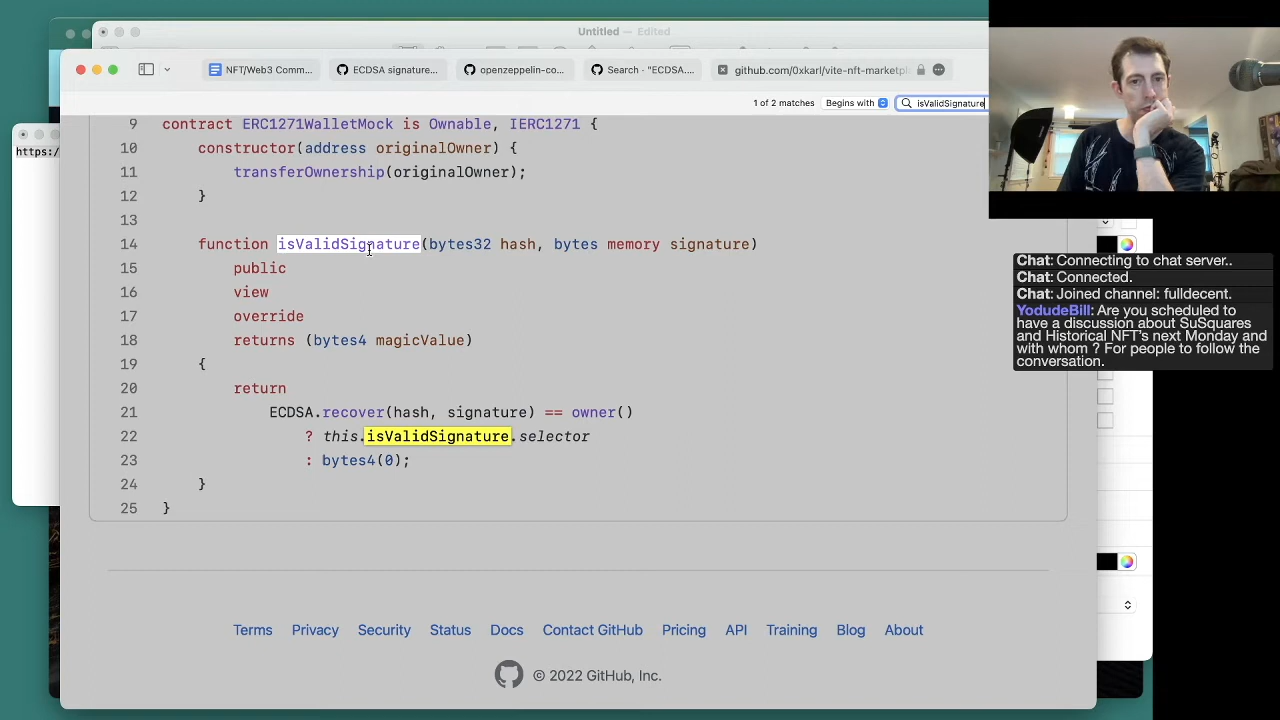 Untitled — Edited
NFT/Web3 Comm...
ECDSA signature...
openzeppelin-co...
Search · "ECDSA....
github.com/0xkarl/vite-nft-marketpl
1 of 2 matches
Begins with
isValidSignature
https:/
9 contract ERC1271WalletMock is Ownable, IERC1271 {
10 constructor(address originalOwner) {
11 transferOwnership(originalOwner);
12 }
13
14 function isValidSignature(bytes32 hash, bytes memory signature)
15 public
16 view
17 override
18 returns (bytes4 magicValue)
19 {
20 return
21 ECDSA.recover(hash, signature) == owner()
22 ? this.isValidSignature.selector
23 : bytes4(0);
24 }
25 }
Terms Privacy Security Status Docs Contact GitHub Pricing API Training Blog About
© 2022 GitHub, Inc.
Chat: Connecting to chat server..
Chat: Connected.
Chat: Joined channel: fulldecent.
YodudeBill: Are you scheduled to
have a discussion about SuSquares
and Historical NFT's next Monday and
with whom ? For people to follow the
conversation.